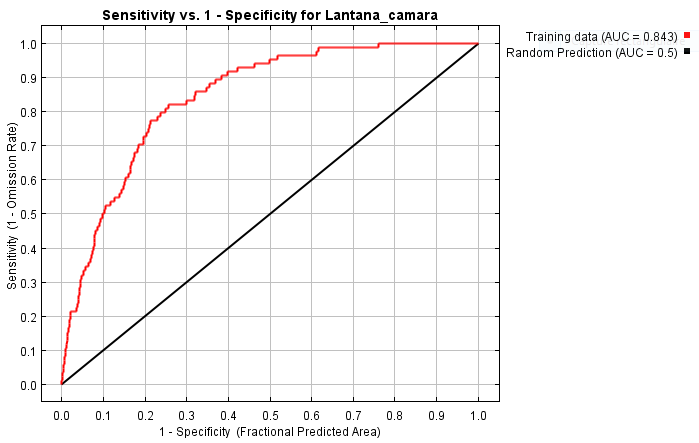 Sensitivity vs. 1 - Specificity for Lantana_camara
Training data (AUC = 0.843)
Random Prediction (AUC = 0.5)
Sensitivity (1 - Omission Rate)
1.0
0.9
0.8
0.7
0.6
0.5
0.4
0.3
0.2
0.1
0.0
0.0 0.1 0.2 0.3 0.4 0.5 0.6 0.7 0.8 0.9 1.0
1 - Specificity (Fractional Predicted Area)